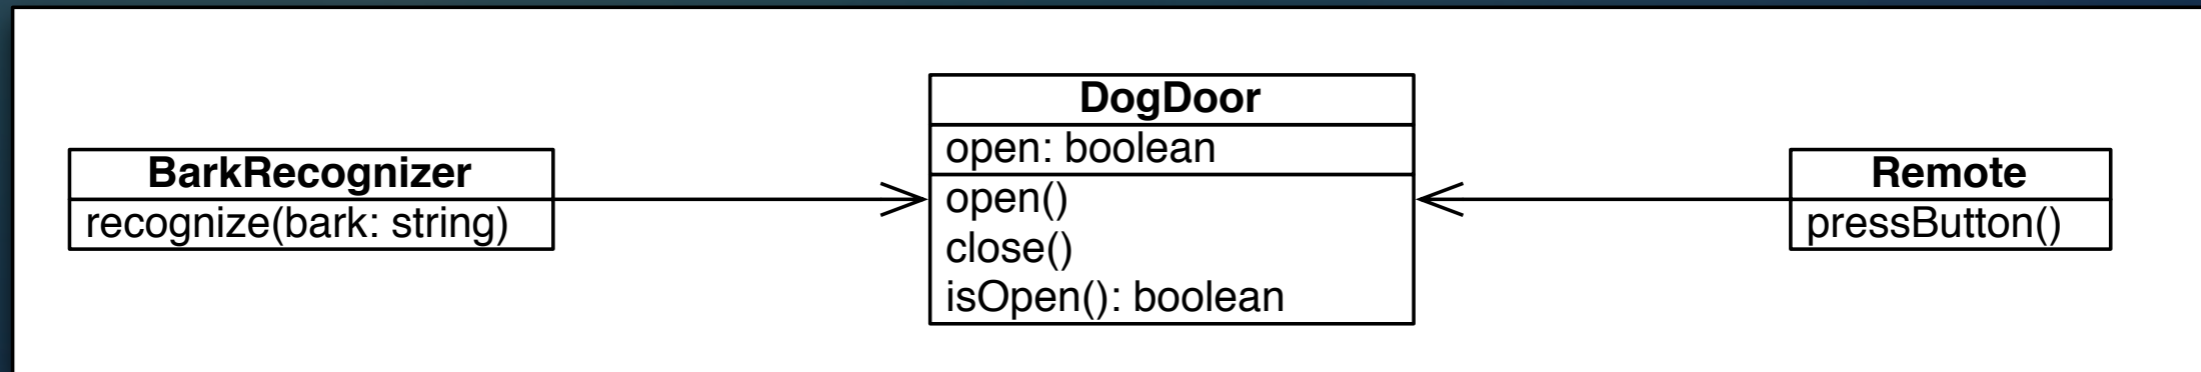 BarkRecognizer
recognize(bark: string)
DogDoor
open: boolean
open()
close()
isOpen(): boolean
Remote
pressButton()